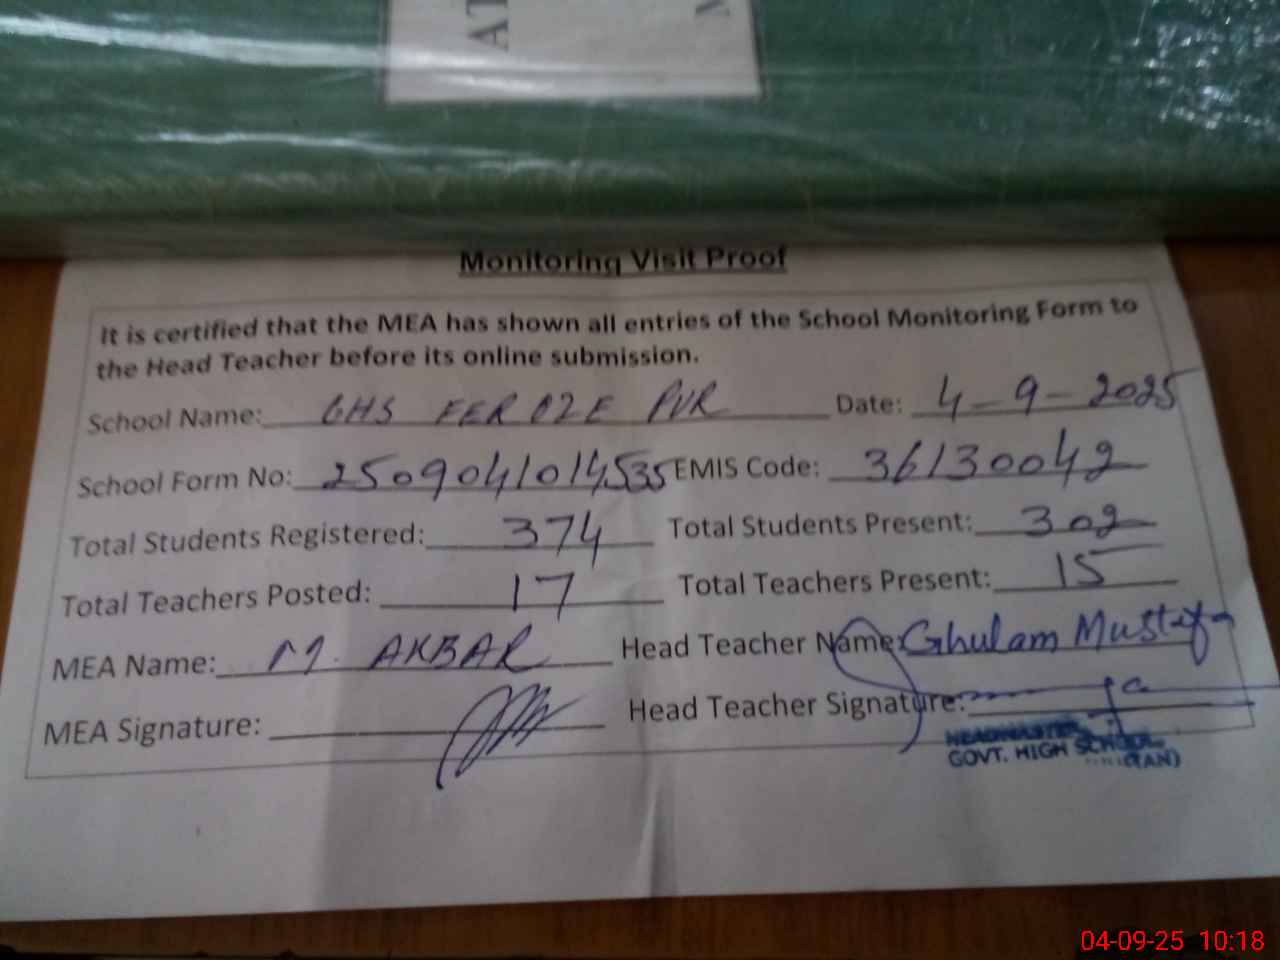 AT
Monitoring Visit Proof
It is certified that the MEA has shown all entries of the School Monitoring Form to
the Head Teacher before its online submission.
School Name: GHS FEROZE PUR Date: 4-9-2025
School Form No: 2509041014535 EMIS Code: 36130042
Total Students Registered: 374 Total Students Present: 302
Total Teachers Posted: 17 Total Teachers Present: 15
MEA Name: M. AKBAR Head Teacher Name: Ghulam Mustafa
MEA Signature: Head Teacher Signature:
HEADMASTER
GOVT. HIGH SCHOOL
04-09-25 10:18